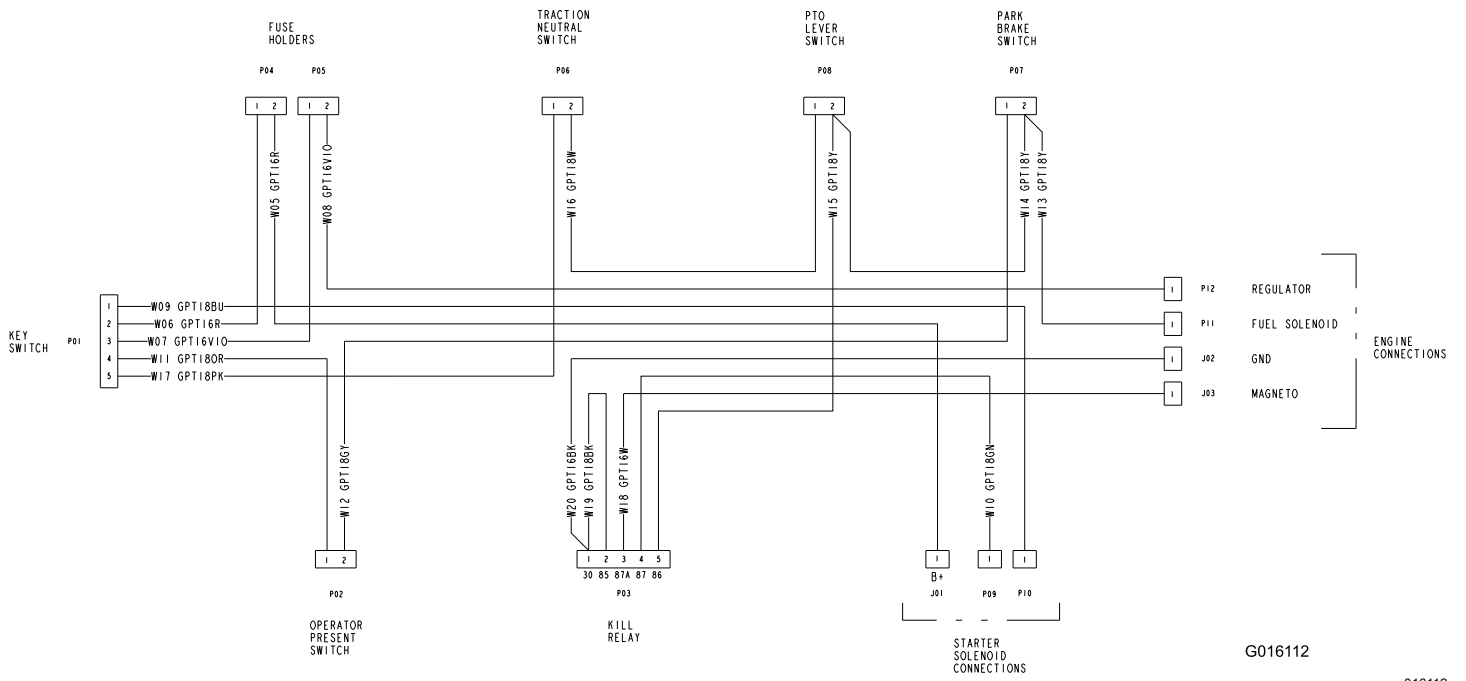 FUSE
HOLDERS
TRACTION
NEUTRAL
SWITCH
PTO
LEVER
SWITCH
PARK
BRAKE
SWITCH
P04
P05
P06
P08
P07
1 2
1 2
1 2
1 2
1 2
W05 GPT16R
W08 GPT16VIO
W16 GPT18W
W15 GPT18Y
W14 GPT18Y
W13 GPT18Y
KEY
SWITCH
P01
1
2
3
4
5
W09 GPT18BU
W06 GPT16R
W07 GPT16VIO
W11 GPT18OR
W17 GPT18PK
1 P12 REGULATOR
1 P11 FUEL SOLENOID
1 J02 GND
1 J03 MAGNETO
ENGINE
CONNECTIONS
W12 GPT18GY
W20 GPT16BK
W19 GPT18BK
W18 GPT16W
W10 GPT18GN
1 2
P02
OPERATOR
PRESENT
SWITCH
1 2 3 4 5
30 85 87A 87 86
P03
KILL
RELAY
1
1
1
B+
J01
P09
P10
STARTER
SOLENOID
CONNECTIONS
G016112